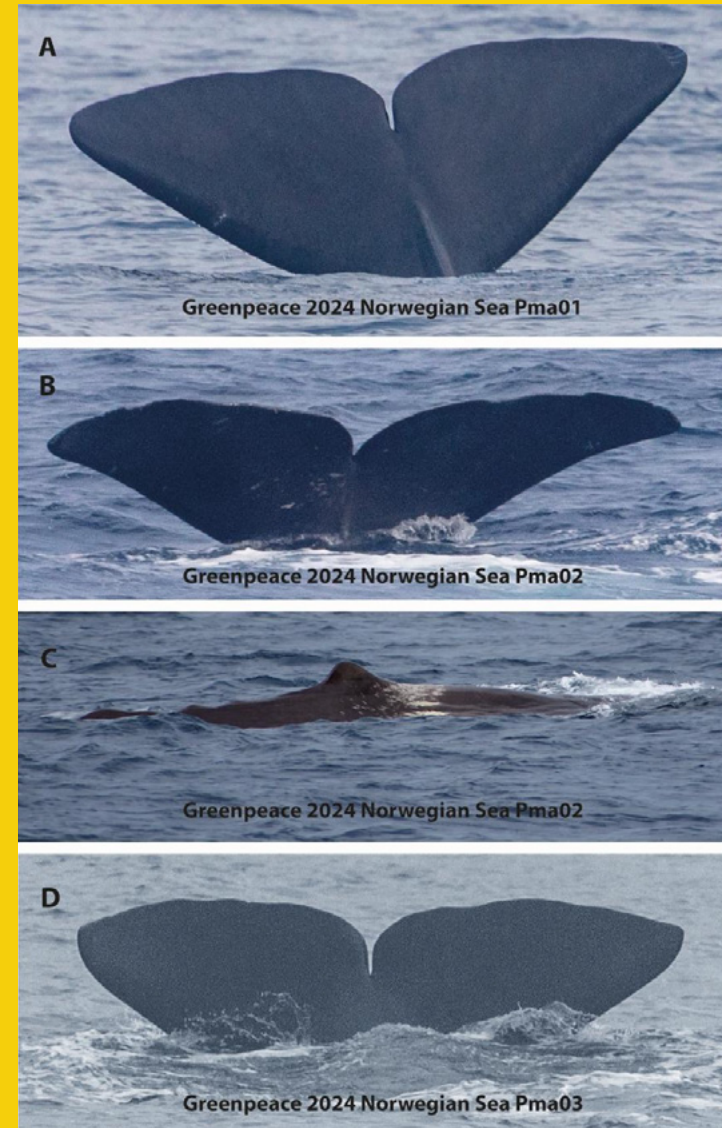 A
Greenpeace 2024 Norwegian Sea Pma01
B
Greenpeace 2024 Norwegian Sea Pma02
C
Greenpeace 2024 Norwegian Sea Pma02
D
Greenpeace 2024 Norwegian Sea Pma03